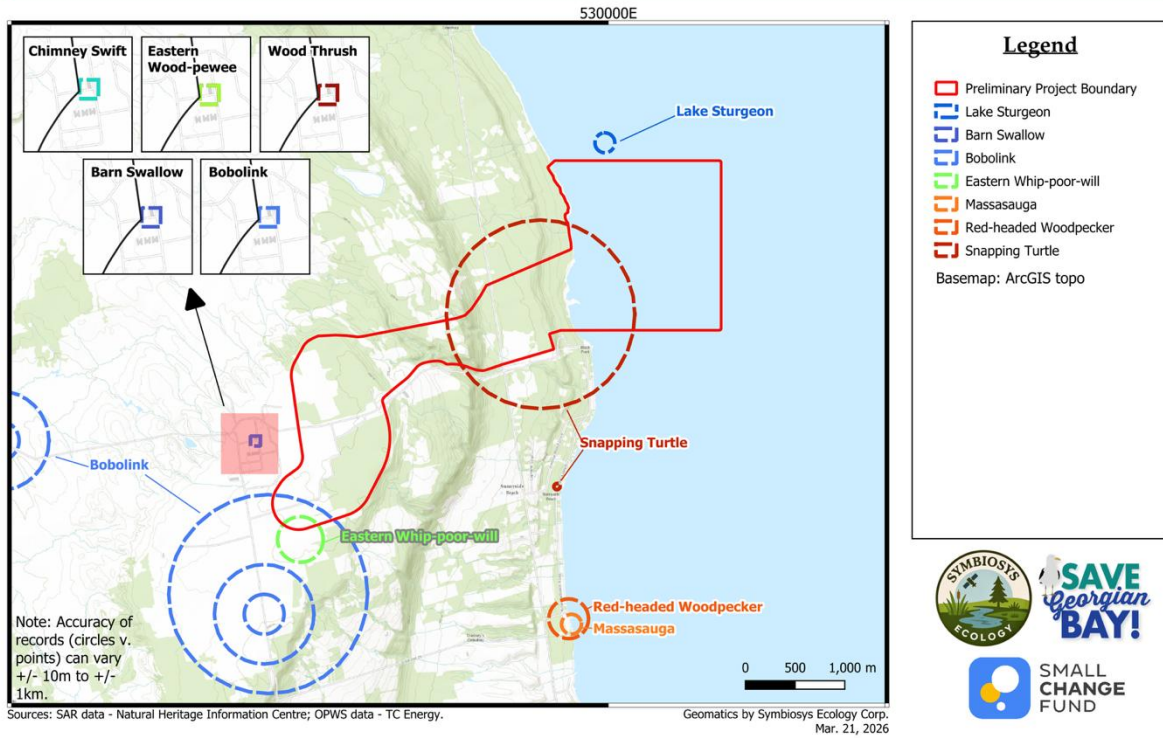 530000E
Chimney Swift
Eastern
Wood-pewee
Wood Thrush
Barn Swallow
Bobolink
Lake Sturgeon
Snapping Turtle
Bobolink
Eastern Whip-poor-will
Red-headed Woodpecker
Massasauga
Note: Accuracy of
records (circles v.
points) can vary
+/- 10m to +/-
1km.
0 500 1,000 m
Sources: SAR data - Natural Heritage Information Centre; OPWS data - TC Energy.
Geomatics by Symbiosys Ecology Corp.
Mar. 21, 2026
Legend
Preliminary Project Boundary
Lake Sturgeon
Barn Swallow
Bobolink
Eastern Whip-poor-will
Massasauga
Red-headed Woodpecker
Snapping Turtle
Basemap: ArcGIS topo
SYMBIOSYS
ECOLOGY
SAVE
Georgian
BAY!
SMALL
CHANGE
FUND